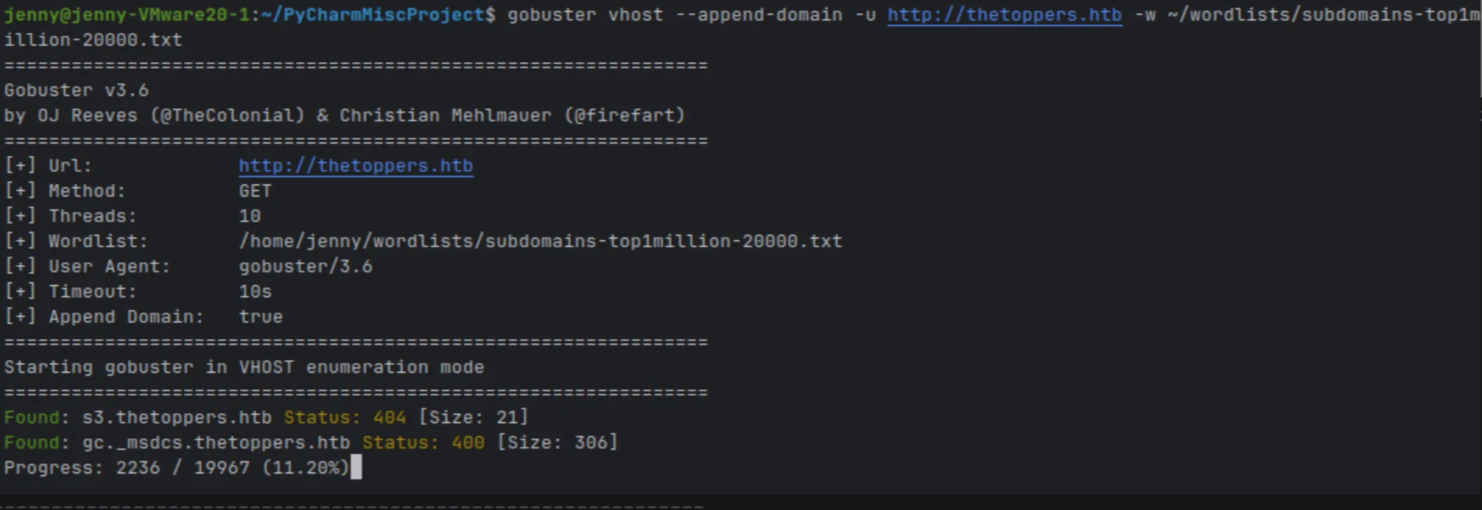 jenny@jenny-VMware20-1:~/PyCharmMiscProject$ gobuster vhost --append-domain -u http://thetoppers.htb -w ~/wordlists/subdomains-top1m
illion-20000.txt
===============================================================
Gobuster v3.6
by OJ Reeves (@TheColonial) & Christian Mehlmauer (@firefart)
===============================================================
[+] Url:             http://thetoppers.htb
[+] Method:          GET
[+] Threads:         10
[+] Wordlist:        /home/jenny/wordlists/subdomains-top1million-20000.txt
[+] User Agent:      gobuster/3.6
[+] Timeout:         10s
[+] Append Domain:   true
===============================================================
Starting gobuster in VHOST enumeration mode
===============================================================
Found: s3.thetoppers.htb Status: 404 [Size: 21]
Found: gc._msdcs.thetoppers.htb Status: 400 [Size: 306]
Progress: 2236 / 19967 (11.20%)